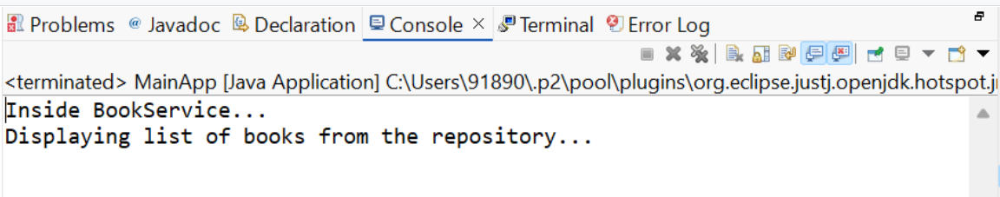 Problems @ Javadoc Declaration Console × Terminal Error Log
<terminated> MainApp [Java Application] C:\Users\91890\.p2\pool\plugins\org.eclipse.justj.openjdk.hotspot.j
Inside BookService...
Displaying list of books from the repository...